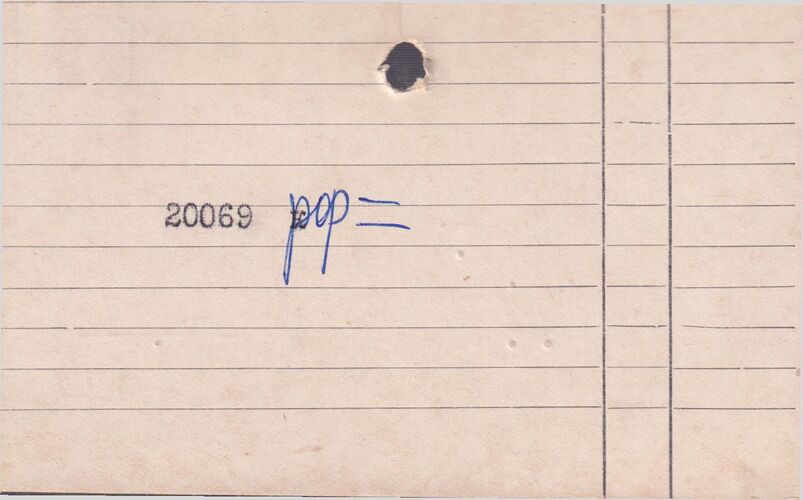 20069 pop =